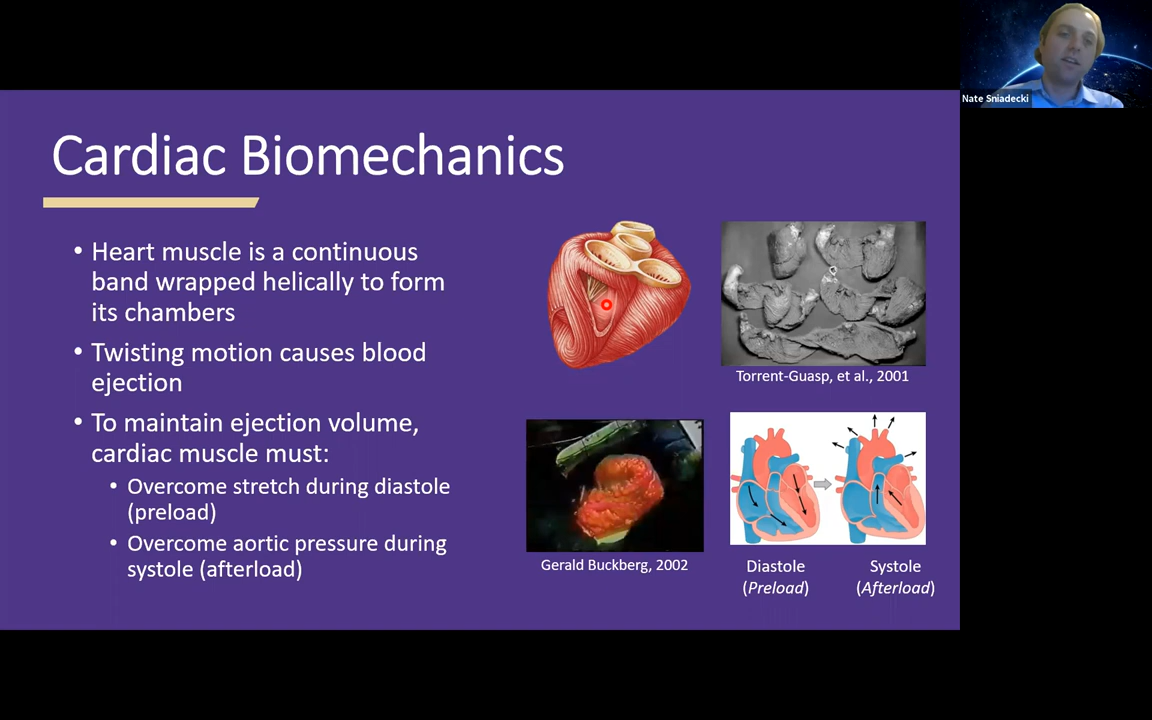 Nate Sniadecki
Cardiac Biomechanics
• Heart muscle is a continuous
band wrapped helically to form
its chambers
• Twisting motion causes blood
ejection
• To maintain ejection volume,
cardiac muscle must:
• Overcome stretch during diastole
(preload)
• Overcome aortic pressure during
systole (afterload)
Torrent-Guasp, et al., 2001
Gerald Buckberg, 2002
Diastole
(Preload)
Systole
(Afterload)